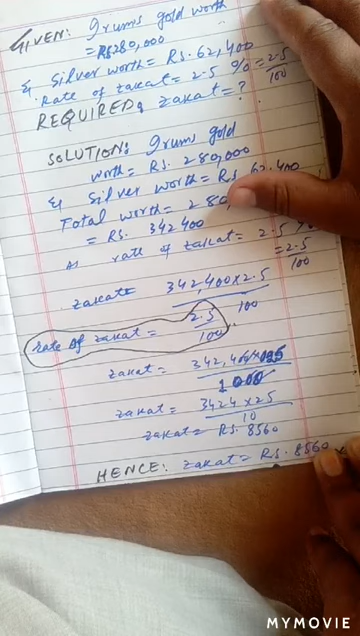 GIVEN: 9rums gold worth
= RS280,000
& Silver worth = Rs. 62,400
Rate of zakat = 2.5 % = 2.5
100
REQUIRED: zakat = ?
SOLUTION: 9rums gold
worth = Rs. 280,000
& Silver worth = Rs 62,400
Total worth = 280,
= Rs. 342400
As rate of zakat = 2.5 %
= 2.5
100
zakat = 342,400 x 2.5
100
rate of zakat = 2.5
100
zakat = 342,400 x 25
1000
zakat = 3424 x 25
10
zakat = Rs. 8560
HENCE: zakat = Rs. 8560
MYMOVIE